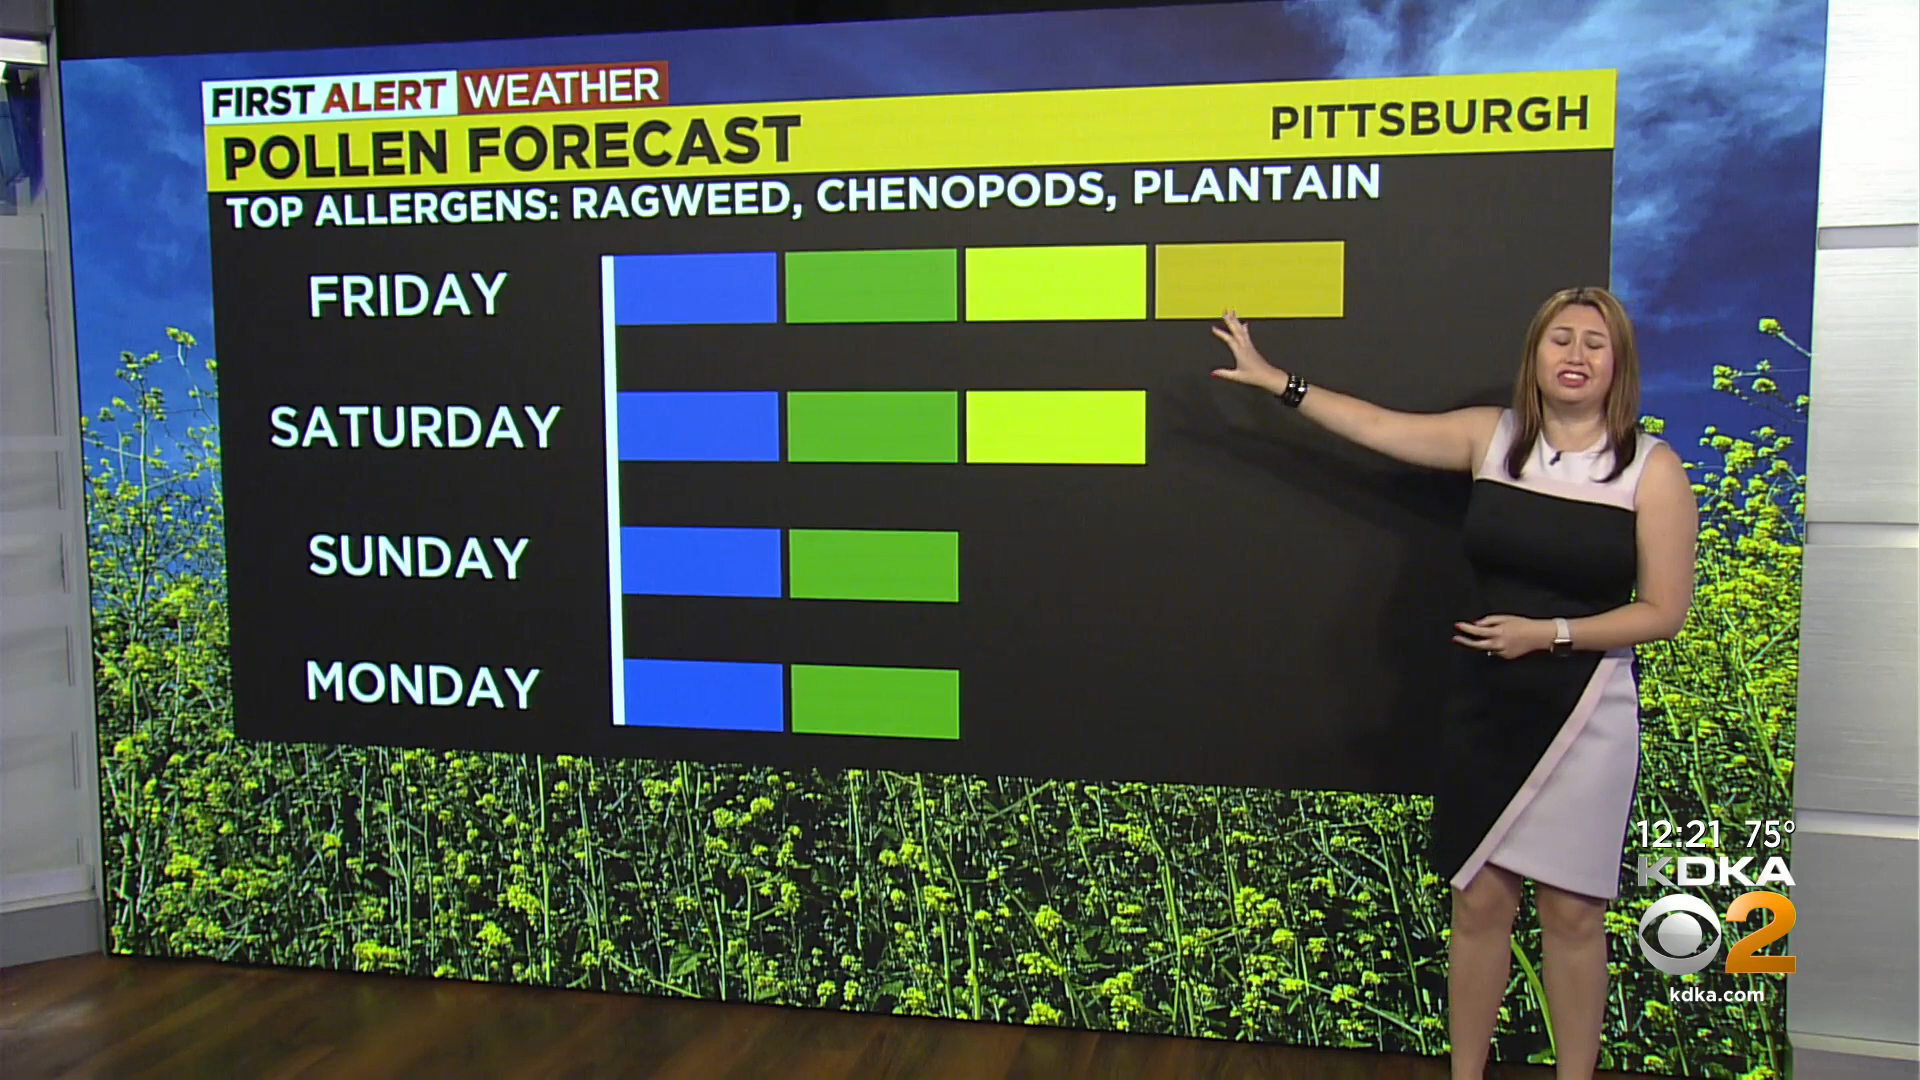 FIRST ALERT WEATHER
POLLEN FORECAST
PITTSBURGH
TOP ALLERGENS: RAGWEED, CHENOPODS, PLANTAIN
FRIDAY
SATURDAY
SUNDAY
MONDAY
12:21 75°
KDKA
2
kdka.com